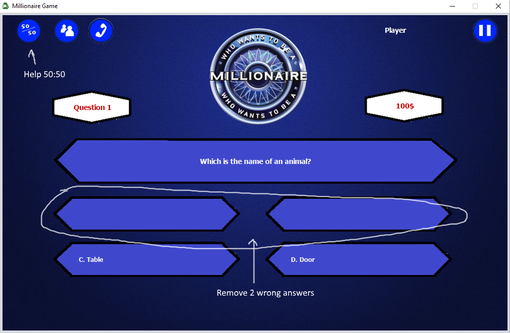 Millionaire Game
50
50
Player
Help 50:50
WHO WANTS TO BE A
MILLIONAIRE
WHO WANTS TO BE A
Question 1
100$
Which is the name of an animal?
C. Table
D. Door
Remove 2 wrong answers